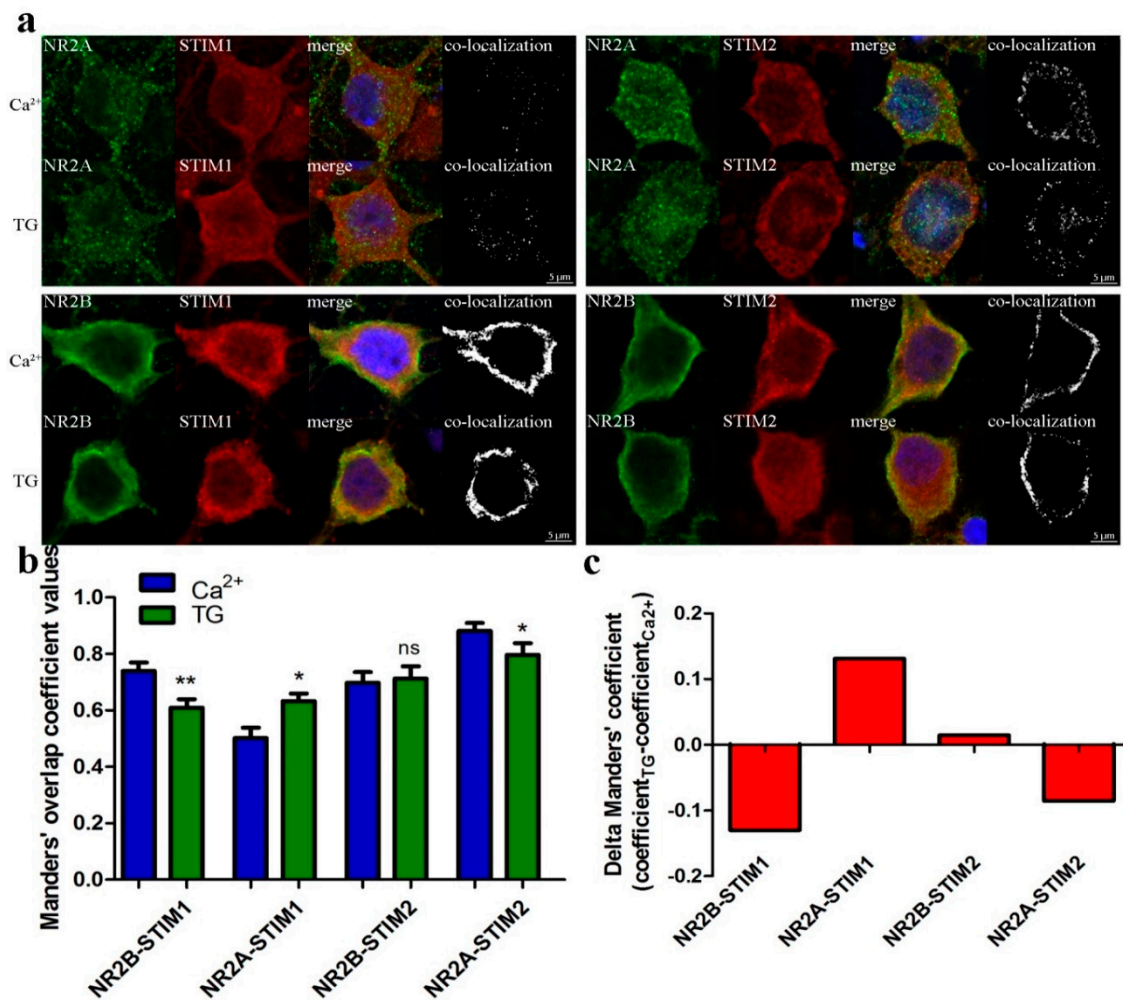 a
NR2A STIM1 merge co-localization NR2A STIM2 merge co-localization
Ca²⁺
NR2A STIM1 merge co-localization NR2A STIM2 merge co-localization
TG
5 µm 5 µm
NR2B STIM1 merge co-localization NR2B STIM2 merge co-localization
Ca²⁺
NR2B STIM1 merge co-localization NR2B STIM2 merge co-localization
TG
5 µm 5 µm
b
Manders' overlap coefficient values
Ca²⁺
TG
1.0
0.8
0.6
0.4
0.2
0.0
**
*
ns
*
NR2B-STIM1
NR2A-STIM1
NR2B-STIM2
NR2A-STIM2
c
Delta Manders' coefficient
(coefficientTG-coefficientCa2+)
0.2
0.1
0.0
-0.1
-0.2
NR2B-STIM1
NR2A-STIM1
NR2B-STIM2
NR2A-STIM2